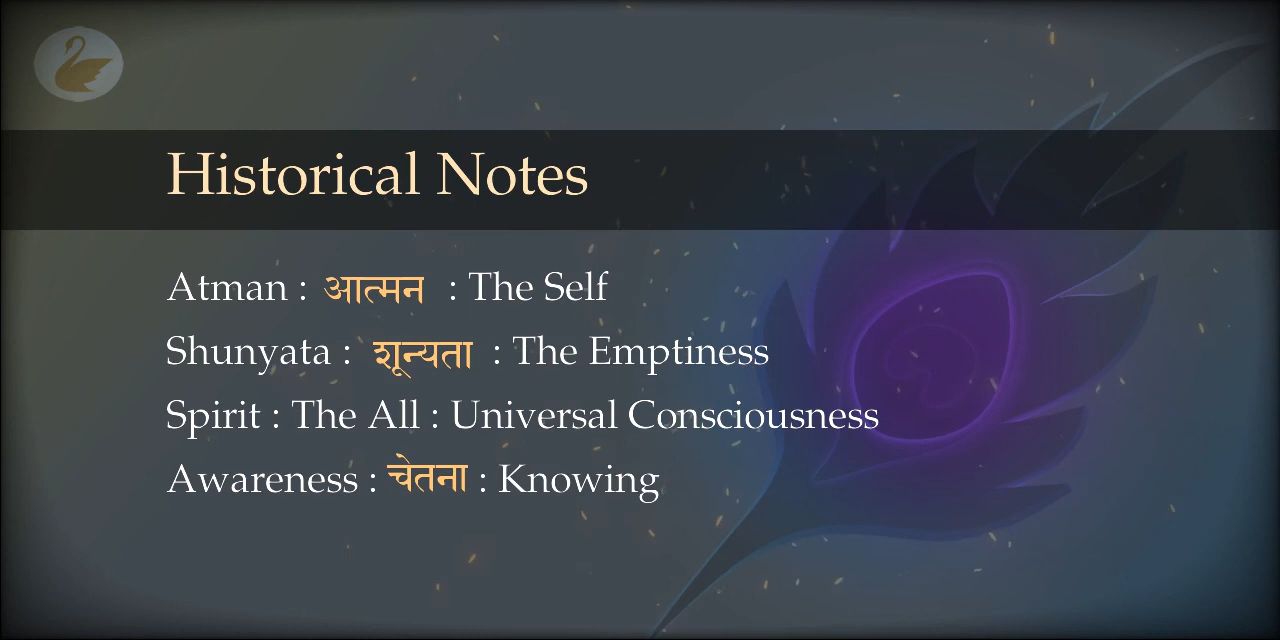 Historical Notes
Atman : आत्मन : The Self
Shunyata : शून्यता : The Emptiness
Spirit : The All : Universal Consciousness
Awareness : चेतना : Knowing